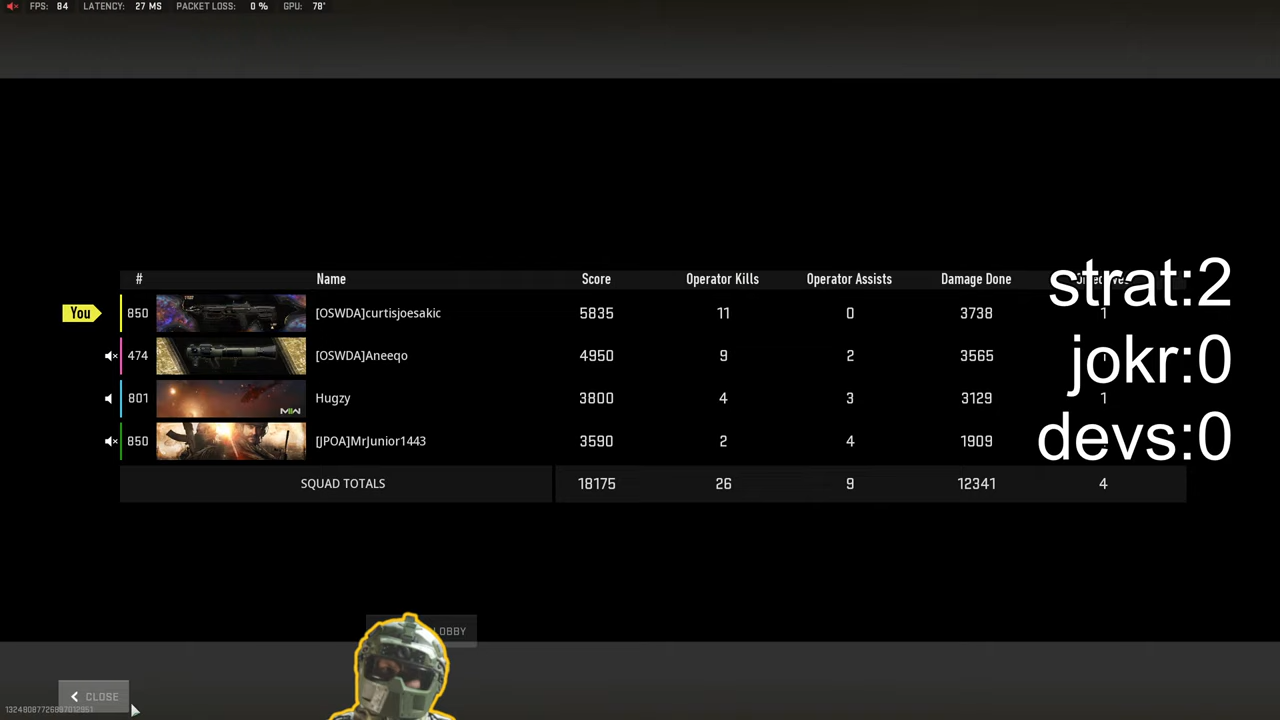 FPS: 84 LATENCY: 27 MS PACKET LOSS: 0 % GPU: 78°
# Name Score Operator Kills Operator Assists Damage Done
You 850 [OSWDA]curtisjoesakic 5835 11 0 3738 1
474 [OSWDA]Aneeqo 4950 9 2 3565 1
801 Hugzy 3800 4 3 3129 1
850 [JPOA]MrJunior1443 3590 2 4 1909
SQUAD TOTALS 18175 26 9 12341 4
strat:2
jokr:0
devs:0
LOBBY
CLOSE